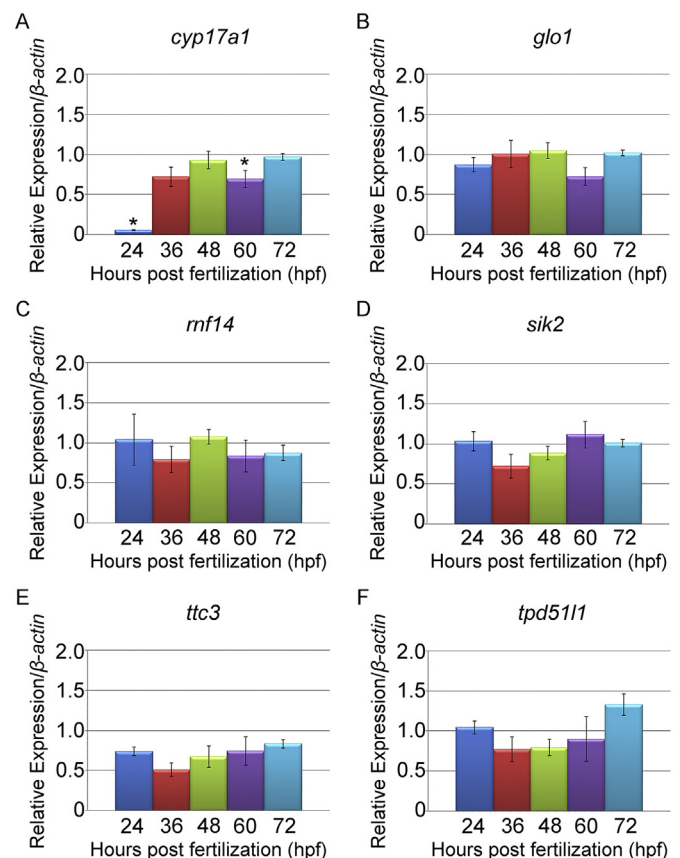 A
cyp17a1
Relative Expression/β-actin
2.0
1.5
1.0
0.5
0
*
*
24 36 48 60 72
Hours post fertilization (hpf)
B
glo1
Relative Expression/β-actin
2.0
1.5
1.0
0.5
0
24 36 48 60 72
Hours post fertilization (hpf)
C
rnf14
Relative Expression/β-actin
2.0
1.5
1.0
0.5
0
24 36 48 60 72
Hours post fertilization (hpf)
D
sik2
Relative Expression/β-actin
2.0
1.5
1.0
0.5
0
24 36 48 60 72
Hours post fertilization (hpf)
E
ttc3
Relative Expression/β-actin
2.0
1.5
1.0
0.5
0
24 36 48 60 72
Hours post fertilization (hpf)
F
tpd51l1
Relative Expression/β-actin
2.0
1.5
1.0
0.5
0
24 36 48 60 72
Hours post fertilization (hpf)